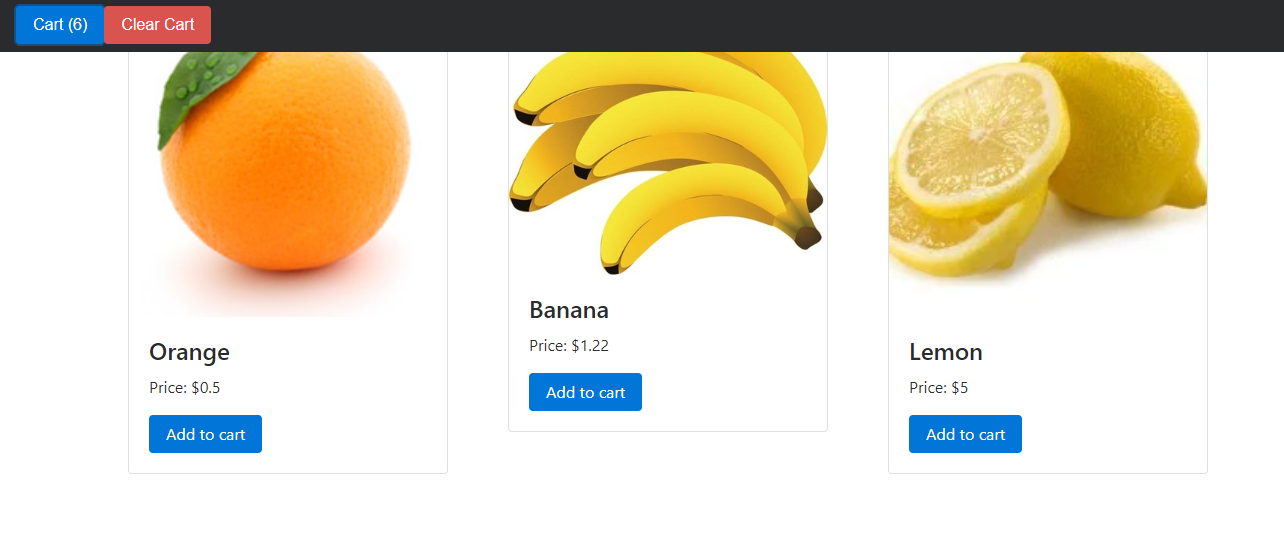 Cart (6) Clear Cart
Orange
Price: $0.5
Add to cart
Banana
Price: $1.22
Add to cart
Lemon
Price: $5
Add to cart